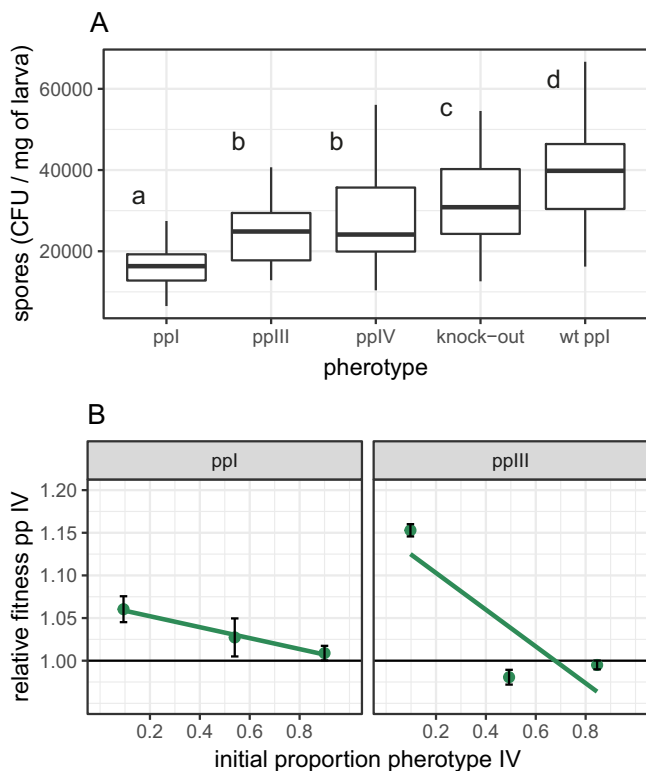 A
spores (CFU / mg of larva)
60000
40000
20000
a
b
b
c
d
ppI
ppIII
ppIV
knock−out
wt ppI
pherotype
B
ppI
ppIII
relative fitness pp IV
1.20
1.15
1.10
1.05
1.00
0.2 0.4 0.6 0.8
0.2 0.4 0.6 0.8
initial proportion pherotype IV